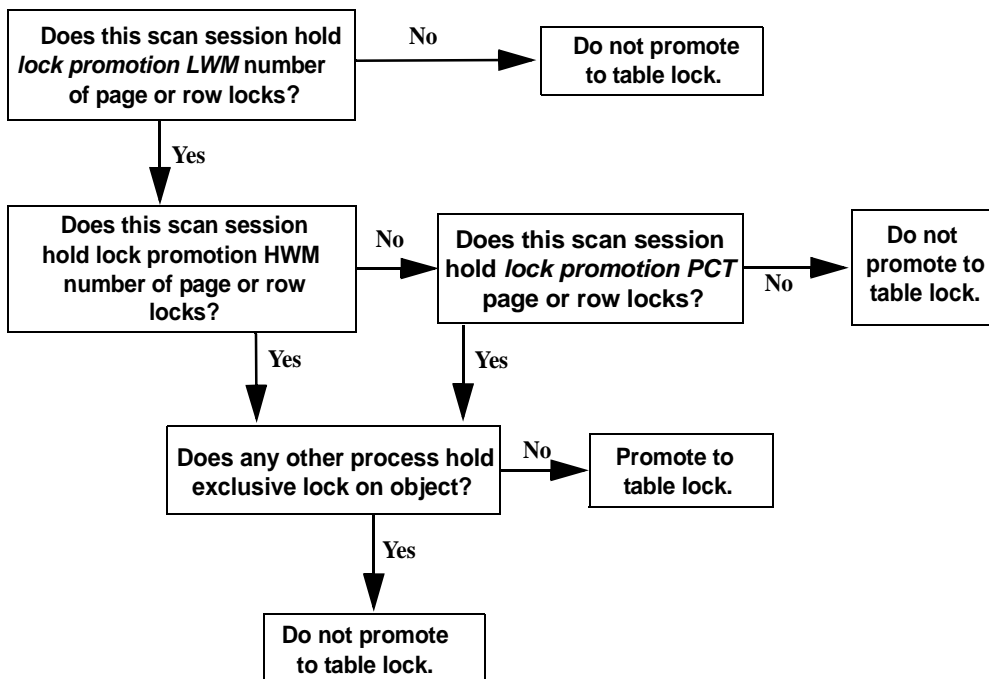 Does this scan session hold
lock promotion LWM number
of page or row locks?
No
Do not promote
to table lock.
Yes
Does this scan session
hold lock promotion HWM
number of page or row
locks?
No
Does this scan session
hold lock promotion PCT
page or row locks?
No
Do not
promote to
table lock.
Yes
Yes
Does any other process hold
exclusive lock on object?
No
Promote to
table lock.
Yes
Do not promote
to table lock.